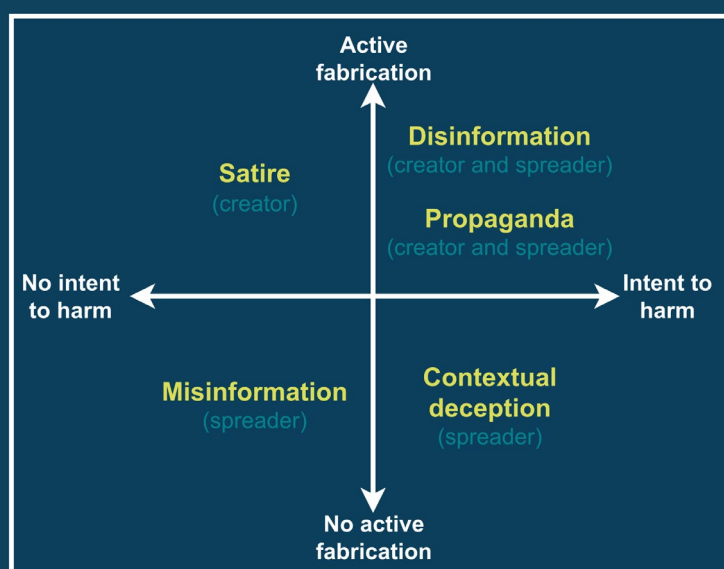 Active
fabrication
Disinformation
(creator and spreader)
Satire
(creator)
Propaganda
(creator and spreader)
No intent
to harm
Intent to
harm
Misinformation
(spreader)
Contextual
deception
(spreader)
No active
fabrication